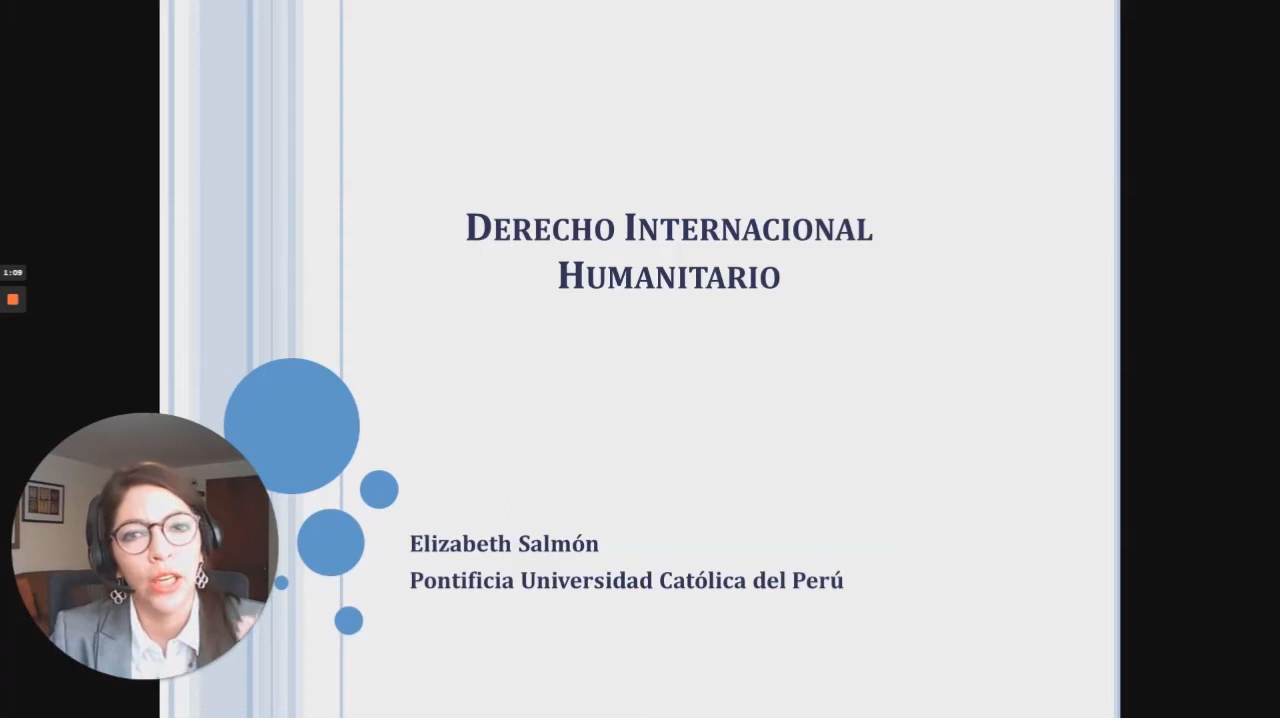 DERECHO INTERNACIONAL
HUMANITARIO
1:09
Elizabeth Salmón
Pontificia Universidad Católica del Perú